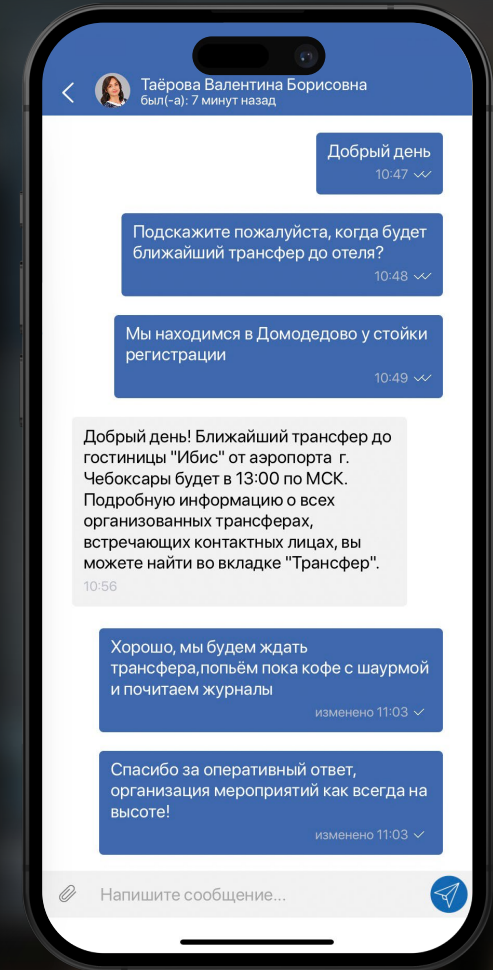 Таёрова Валентина Борисовна
был(-а): 7 минут назад
Добрый день
10:47
Подскажите пожалуйста, когда будет
ближайший трансфер до отеля?
10:48
Мы находимся в Домодедово у стойки
регистрации
10:49
Добрый день! Ближайший трансфер до
гостиницы "Ибис" от аэропорта г.
Чебоксары будет в 13:00 по МСК.
Подробную информацию о всех
организованных трансферах,
встречающих контактных лицах, вы
можете найти во вкладке "Трансфер".
10:56
Хорошо, мы будем ждать
трансфера,попьём пока кофе с шаурмой
и почитаем журналы
изменено 11:03
Спасибо за оперативный ответ,
организация мероприятий как всегда на
высоте!
изменено 11:03
Напишите сообщение...